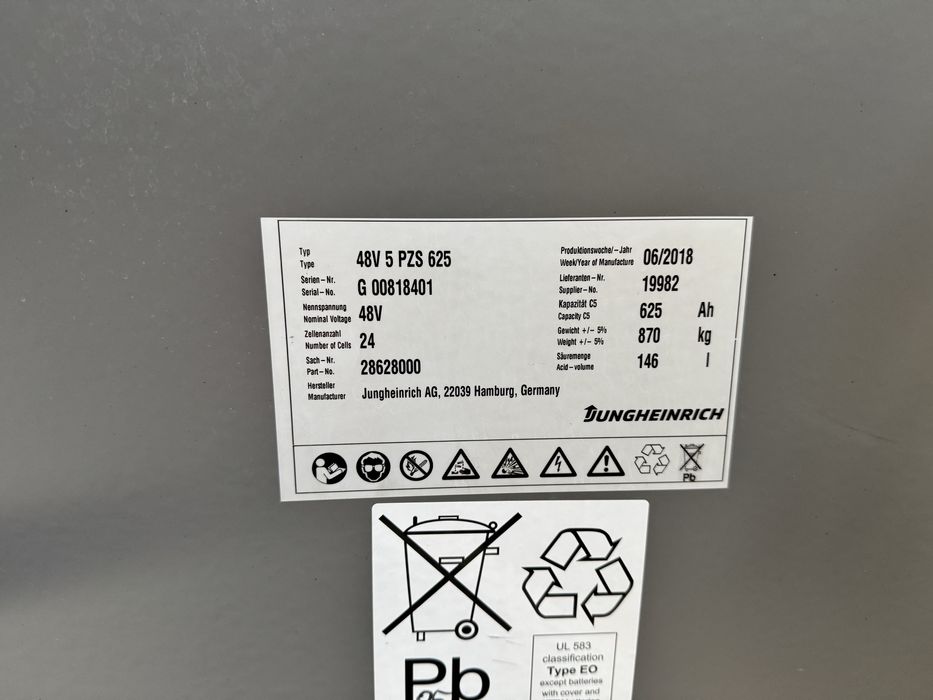 Typ
Type
48V 5 PZS 625
Serien-Nr.
Serial-No.
G 00818401
Nennspannung
Nominal Voltage
48V
Zellenanzahl
Number of Cells
24
Sach-Nr.
Part-No.
28628000
Hersteller
Manufacturer
Jungheinrich AG, 22039 Hamburg, Germany
Produktionswoche/-Jahr
Week/Year of Manufacture
06/2018
Lieferanten-Nr.
Supplier-No.
19982
Kapazität C5
Capacity C5
625 Ah
Gewicht +/- 5%
Weight +/- 5%
870 kg
Säuremenge
Acid-volume
146 l
JUNGHEINRICH
Pb
Pb
UL 583
classification
Type EO
except batteries
with cover and